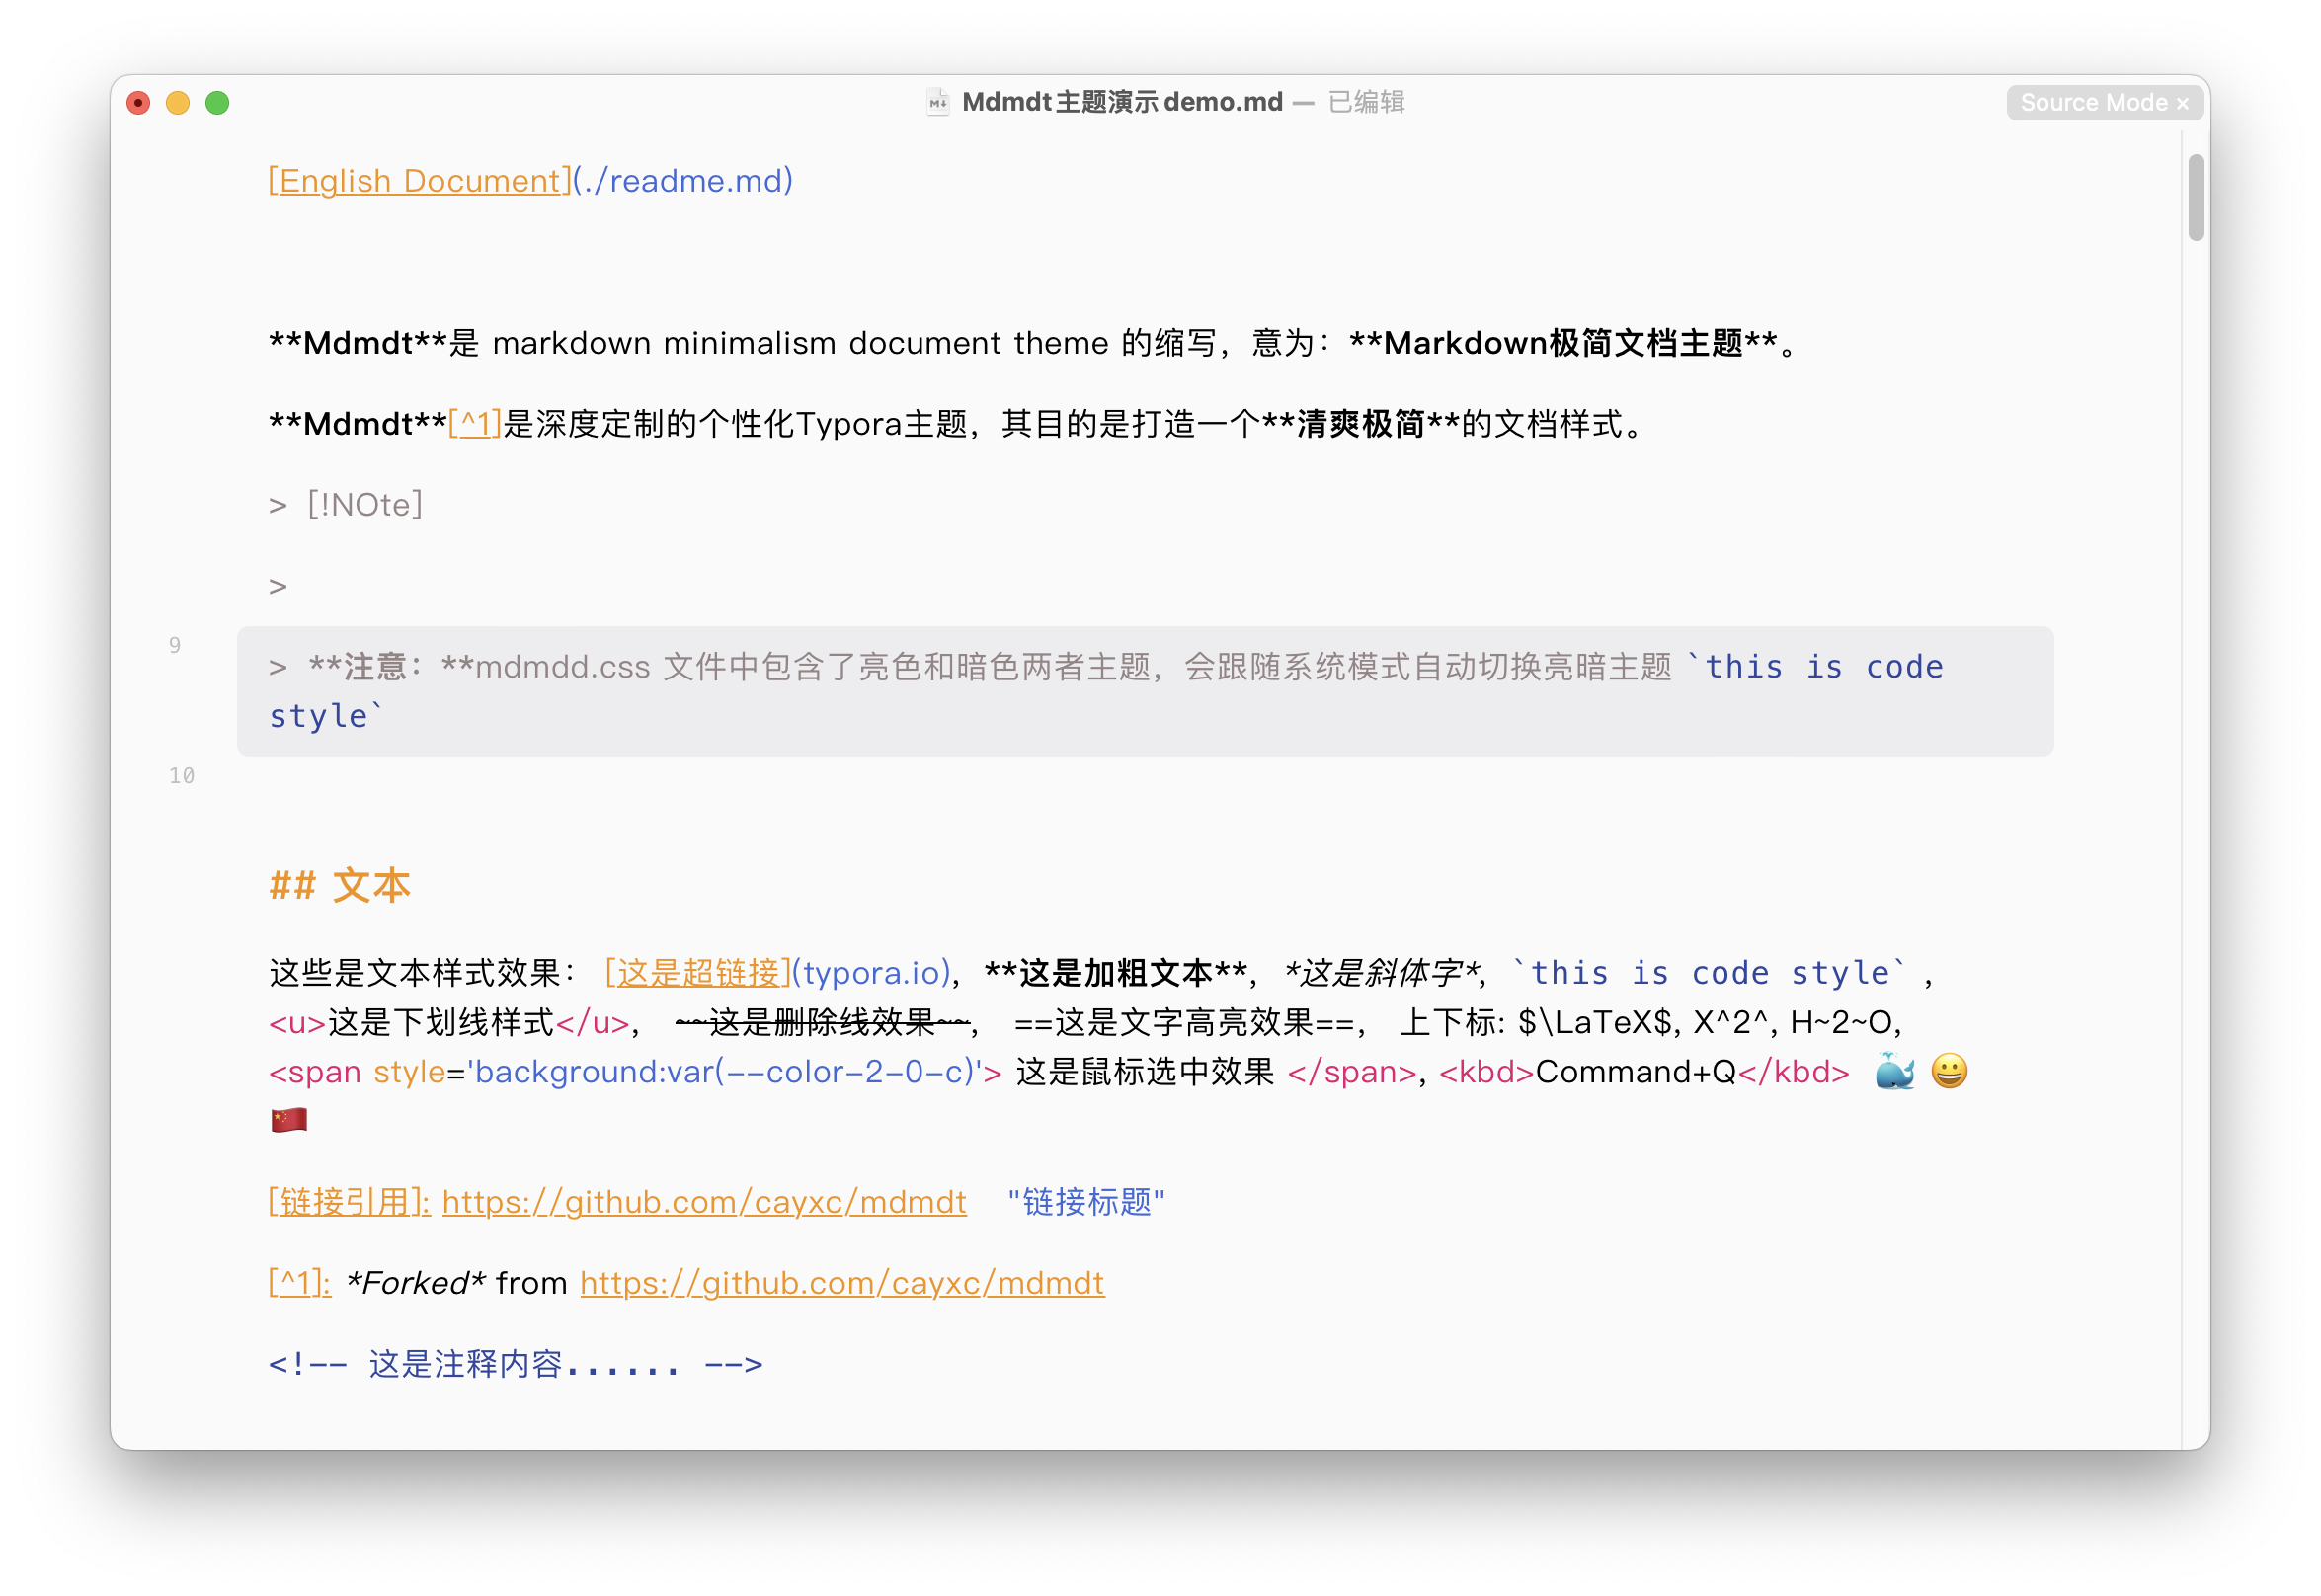 Mdmdt主题演示demo.md — 已编辑
Source Mode ×
[English Document](./readme.md)
**Mdmdt**是 markdown minimalism document theme 的缩写，意为：**Markdown极简文档主题**。
**Mdmdt**[^1]是深度定制的个性化Typora主题，其目的是打造一个**清爽极简**的文档样式。
> [!NOte]
>
9
> **注意：**mdmdd.css 文件中包含了亮色和暗色两者主题，会跟随系统模式自动切换亮暗主题 `this is code
style`
10
## 文本
这些是文本样式效果： [这是超链接](typora.io)，**这是加粗文本**，*这是斜体字*， `this is code style` ，
<u>这是下划线样式</u>， ~~这是删除线效果~~， ==这是文字高亮效果==， 上下标: $\LaTeX$, X^2^, H~2~O,
<span style='background:var(--color-2-0-c)'> 这是鼠标选中效果 </span>, <kbd>Command+Q</kbd> 🐳 😀
🇨🇳
[链接引用]: https://github.com/cayxc/mdmdt "链接标题"
[^1]: *Forked* from https://github.com/cayxc/mdmdt
<!-- 这是注释内容...... -->